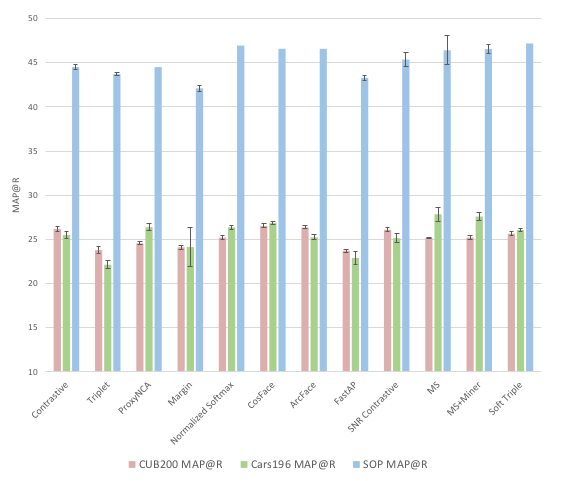 50
45
40
35
30
25
20
15
10
MAP@R
Contrastive
Triplet
ProxyNCA
Margin
Normalized Softmax
CosFace
ArcFace
FastAP
SNR Contrastive
MS
MS+Miner
Soft Triple
CUB200 MAP@R Cars196 MAP@R SOP MAP@R